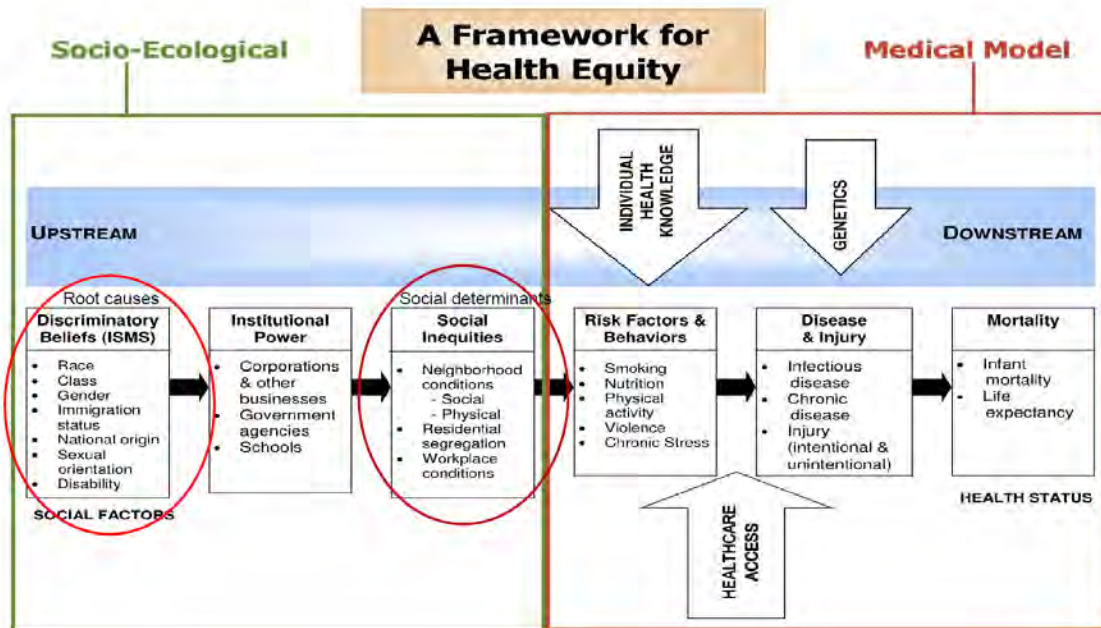 Socio-Ecological
A Framework for
Health Equity
Medical Model
INDIVIDUAL
HEALTH
KNOWLEDGE
GENETICS
UPSTREAM
DOWNSTREAM
Root causes
Discriminatory
Beliefs (ISMS)
• Race
• Class
• Gender
• Immigration
status
• National origin
• Sexual
orientation
• Disability
SOCIAL FACTORS
Institutional
Power
• Corporations
& other
businesses
• Government
agencies
• Schools
Social determinants
Social
Inequities
• Neighborhood
conditions
- Social
- Physical
• Residential
segregation
• Workplace
conditions
Risk Factors &
Behaviors
• Smoking
• Nutrition
• Physical
activity
• Violence
• Chronic Stress
Disease
& Injury
• Infectious
disease
• Chronic
disease
• Injury
(intentional &
unintentional)
Mortality
• Infant
mortality
• Life
expectancy
HEALTH STATUS
HEALTHCARE
ACCESS